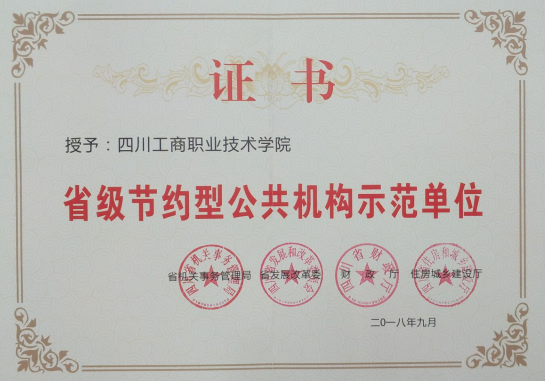 证书
授予：四川工商职业技术学院
省级节约型公共机构示范单位
省机关事务管理局 省发展改革委 财政厅 住房城乡建设厅
二〇一八年九月